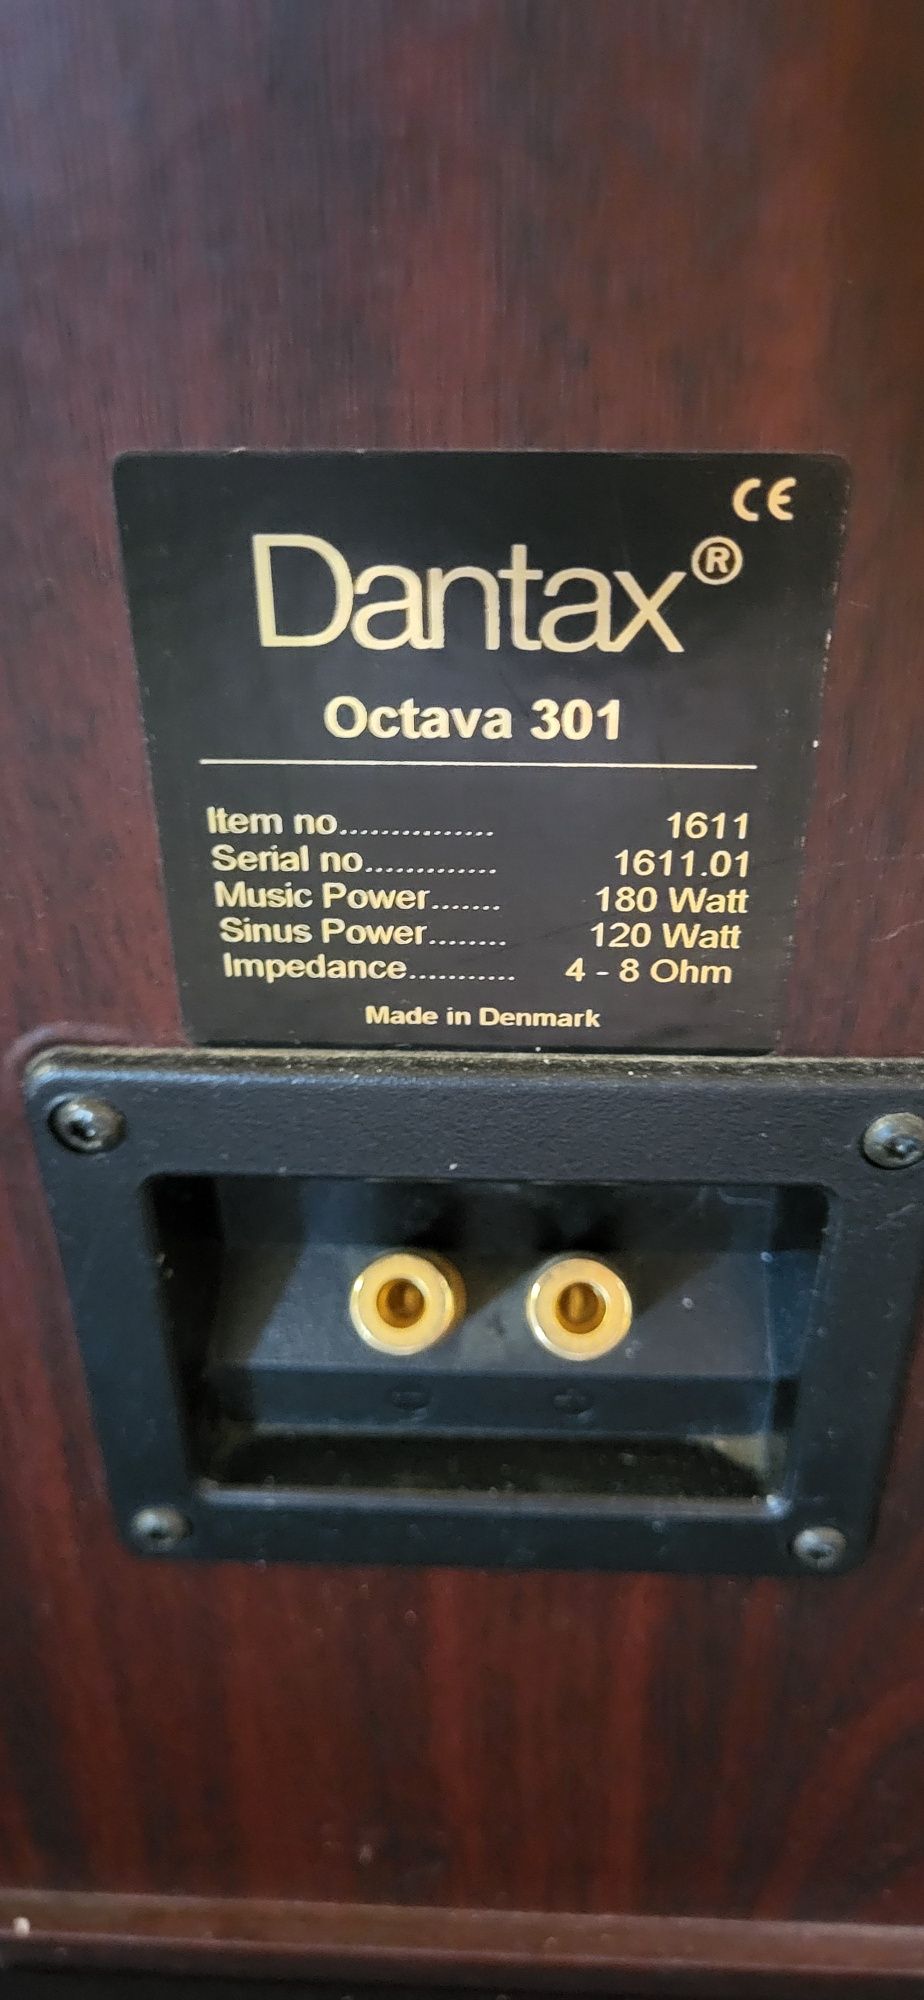 CE
Dantax®
Octava 301
Item no............... 1611
Serial no............. 1611.01
Music Power....... 180 Watt
Sinus Power........ 120 Watt
Impedance........... 4 - 8 Ohm
Made in Denmark